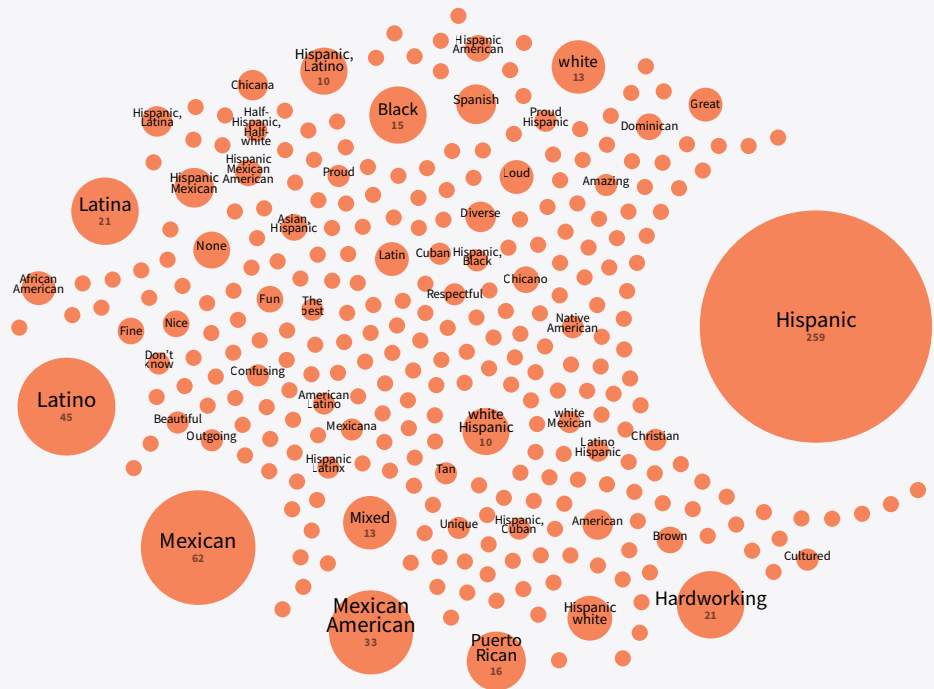 Hispanic
American
Hispanic,
Latino
10
white
13
Chicana
Spanish
Great
Black
15
Hispanic,
Latina
Half-
Hispanic,
Half-
white
Proud
Hispanic
Dominican
Hispanic
Mexican
American
Proud
Loud
Amazing
Hispanic
Mexican
Latina
21
Diverse
Asian,
Hispanic
None
Latin
Cuban
Hispanic,
Black
Chicano
African
American
Respectful
Fun
The
best
Hispanic
259
Fine
Nice
Native
American
Don't
know
Confusing
Latino
45
American
Latino
white
Hispanic
10
white
Mexican
Beautiful
Outgoing
Mexicana
Christian
Latino
Hispanic
Hispanic
Latinx
Tan
Mixed
13
Unique
Hispanic,
Cuban
American
Brown
Mexican
62
Cultured
Mexican
American
33
Hispanic
white
Hardworking
21
Puerto
Rican
16